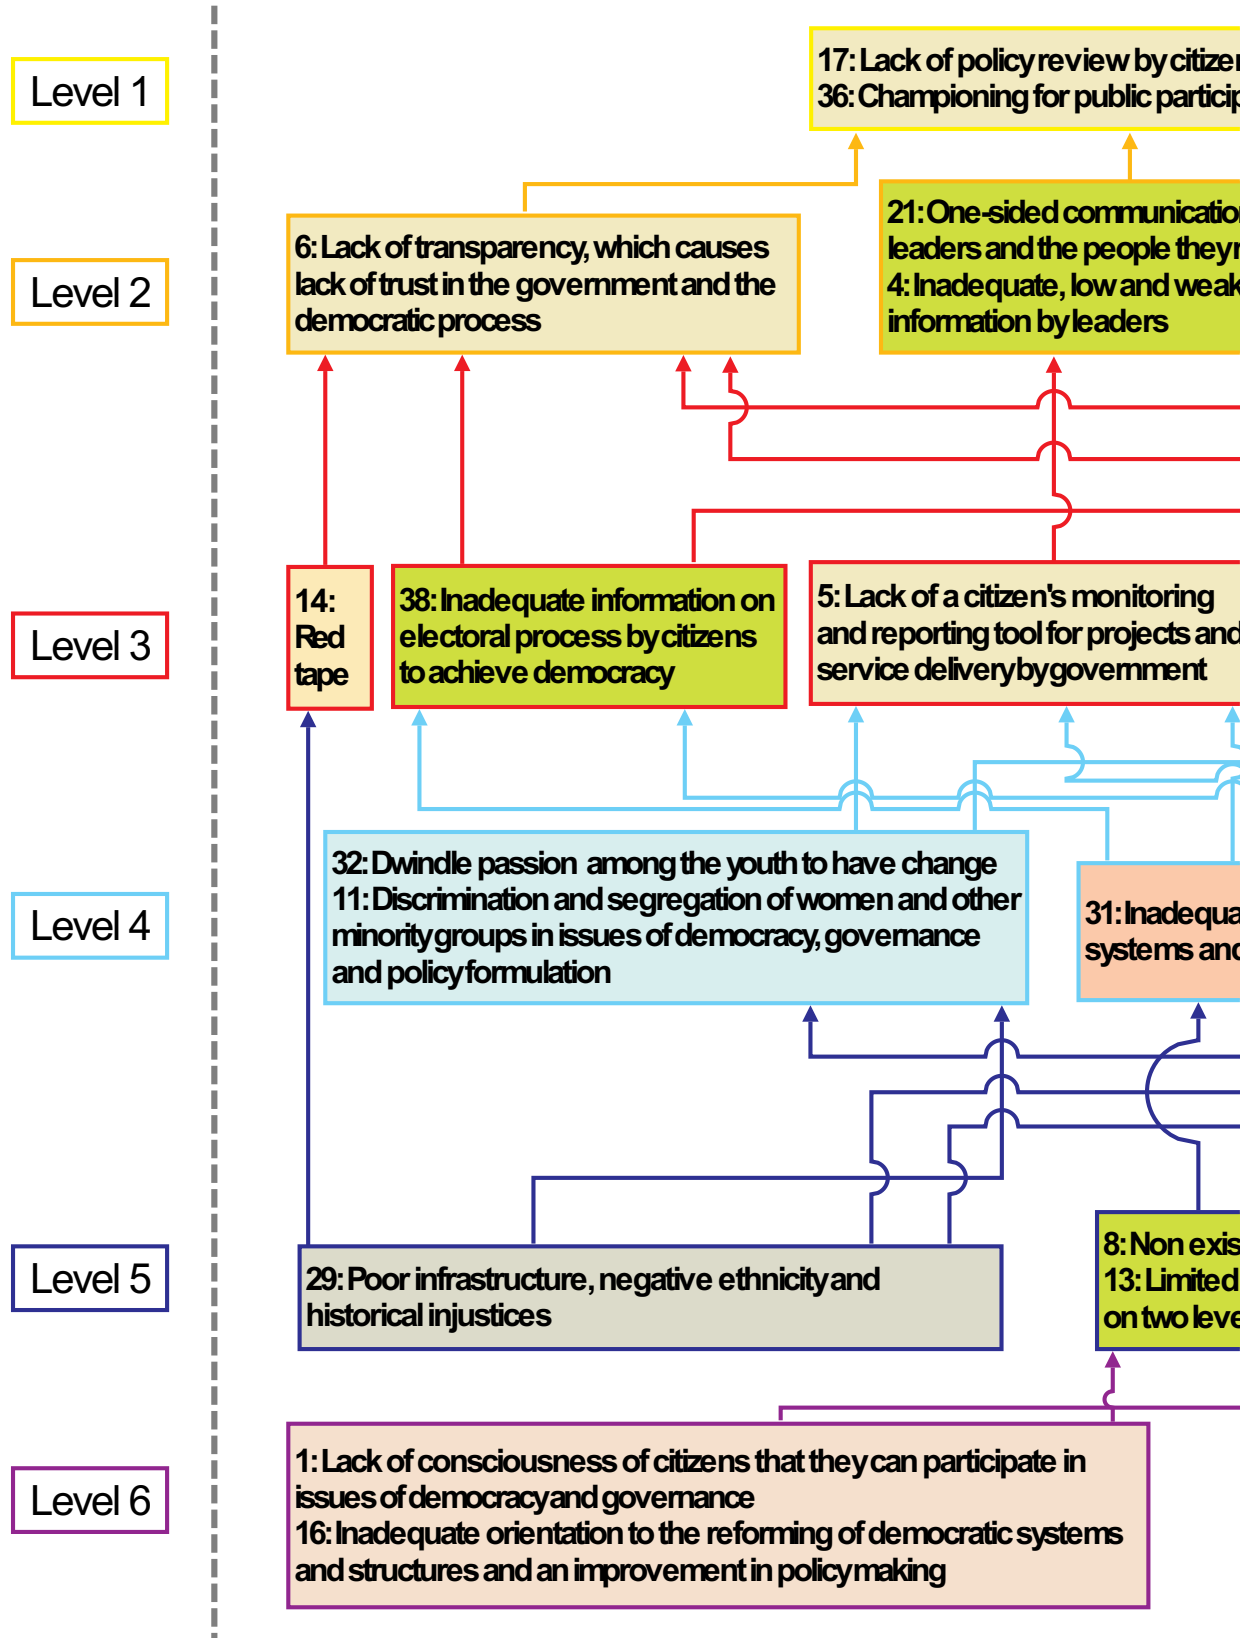 Level 1
17: Lack of policy review by
36: Championing for public
Level 2
6: Lack of transparency, which causes
lack of trust in the government and the
democratic process
21: One-sided
leaders and the people they
4: Inadequate, low and weak
information by leaders
Level 3
14:
Red
tape
38: Inadequate information on
electoral process by citizens
to achieve democracy
5: Lack of a citizen's monitoring
and reporting tool for projects and
service delivery by government
Level 4
32: Dwindle passion among the youth to have change
11: Discrimination and segregation of women and other
minority groups in issues of democracy, governance
and policy formulation
31:
systems and
Level 5
29: Poor infrastructure, negative ethnicity and
historical injustices
8: Non
13: Limited
on two
Level 6
1: Lack of consciousness of citizens that they can participate in
issues of democracy and governance
16: Inadequate orientation to the reforming of democratic systems
and structures and an improvement in policy making